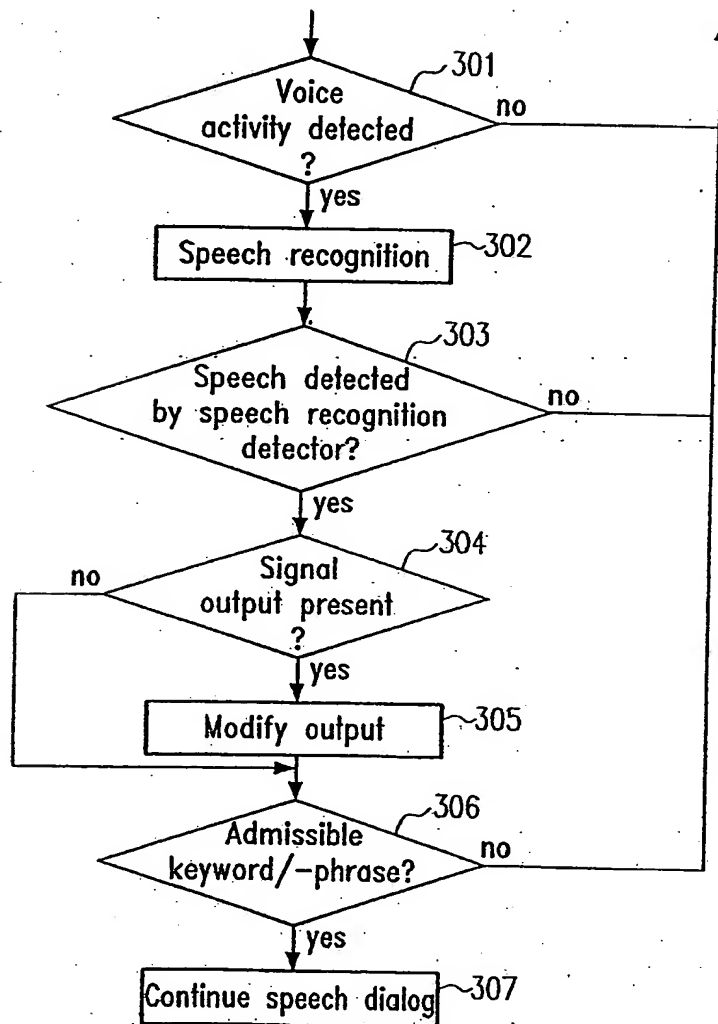 301
Voice
activity detected
?
no
yes
Speech recognition
302
303
Speech detected
by speech recognition
detector?
no
yes
304
Signal
output present
?
no
yes
Modify output
305
306
Admissible
keyword/-phrase?
no
yes
Continue speech dialog
307